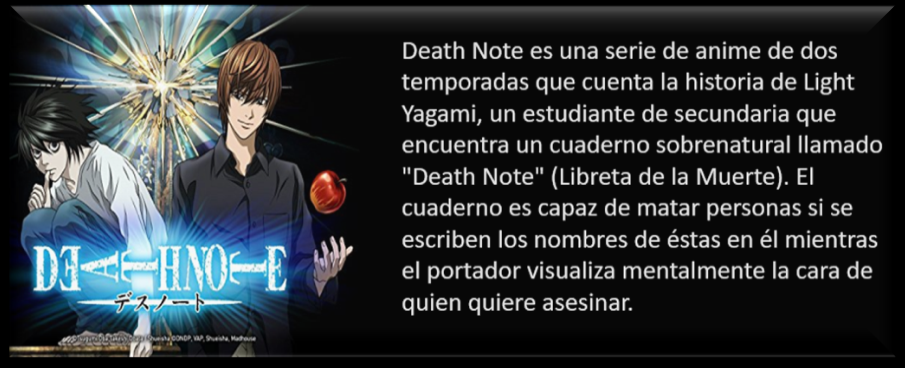 Death Note es una serie de anime de dos
temporadas que cuenta la historia de Light
Yagami, un estudiante de secundaria que
encuentra un cuaderno sobrenatural llamado
"Death Note" (Libreta de la Muerte). El
cuaderno es capaz de matar personas si se
escriben los nombres de éstas en él mientras
el portador visualiza mentalmente la cara de
quien quiere asesinar.
DEATHNOTE
デスノート
Shueisha, Madhouse